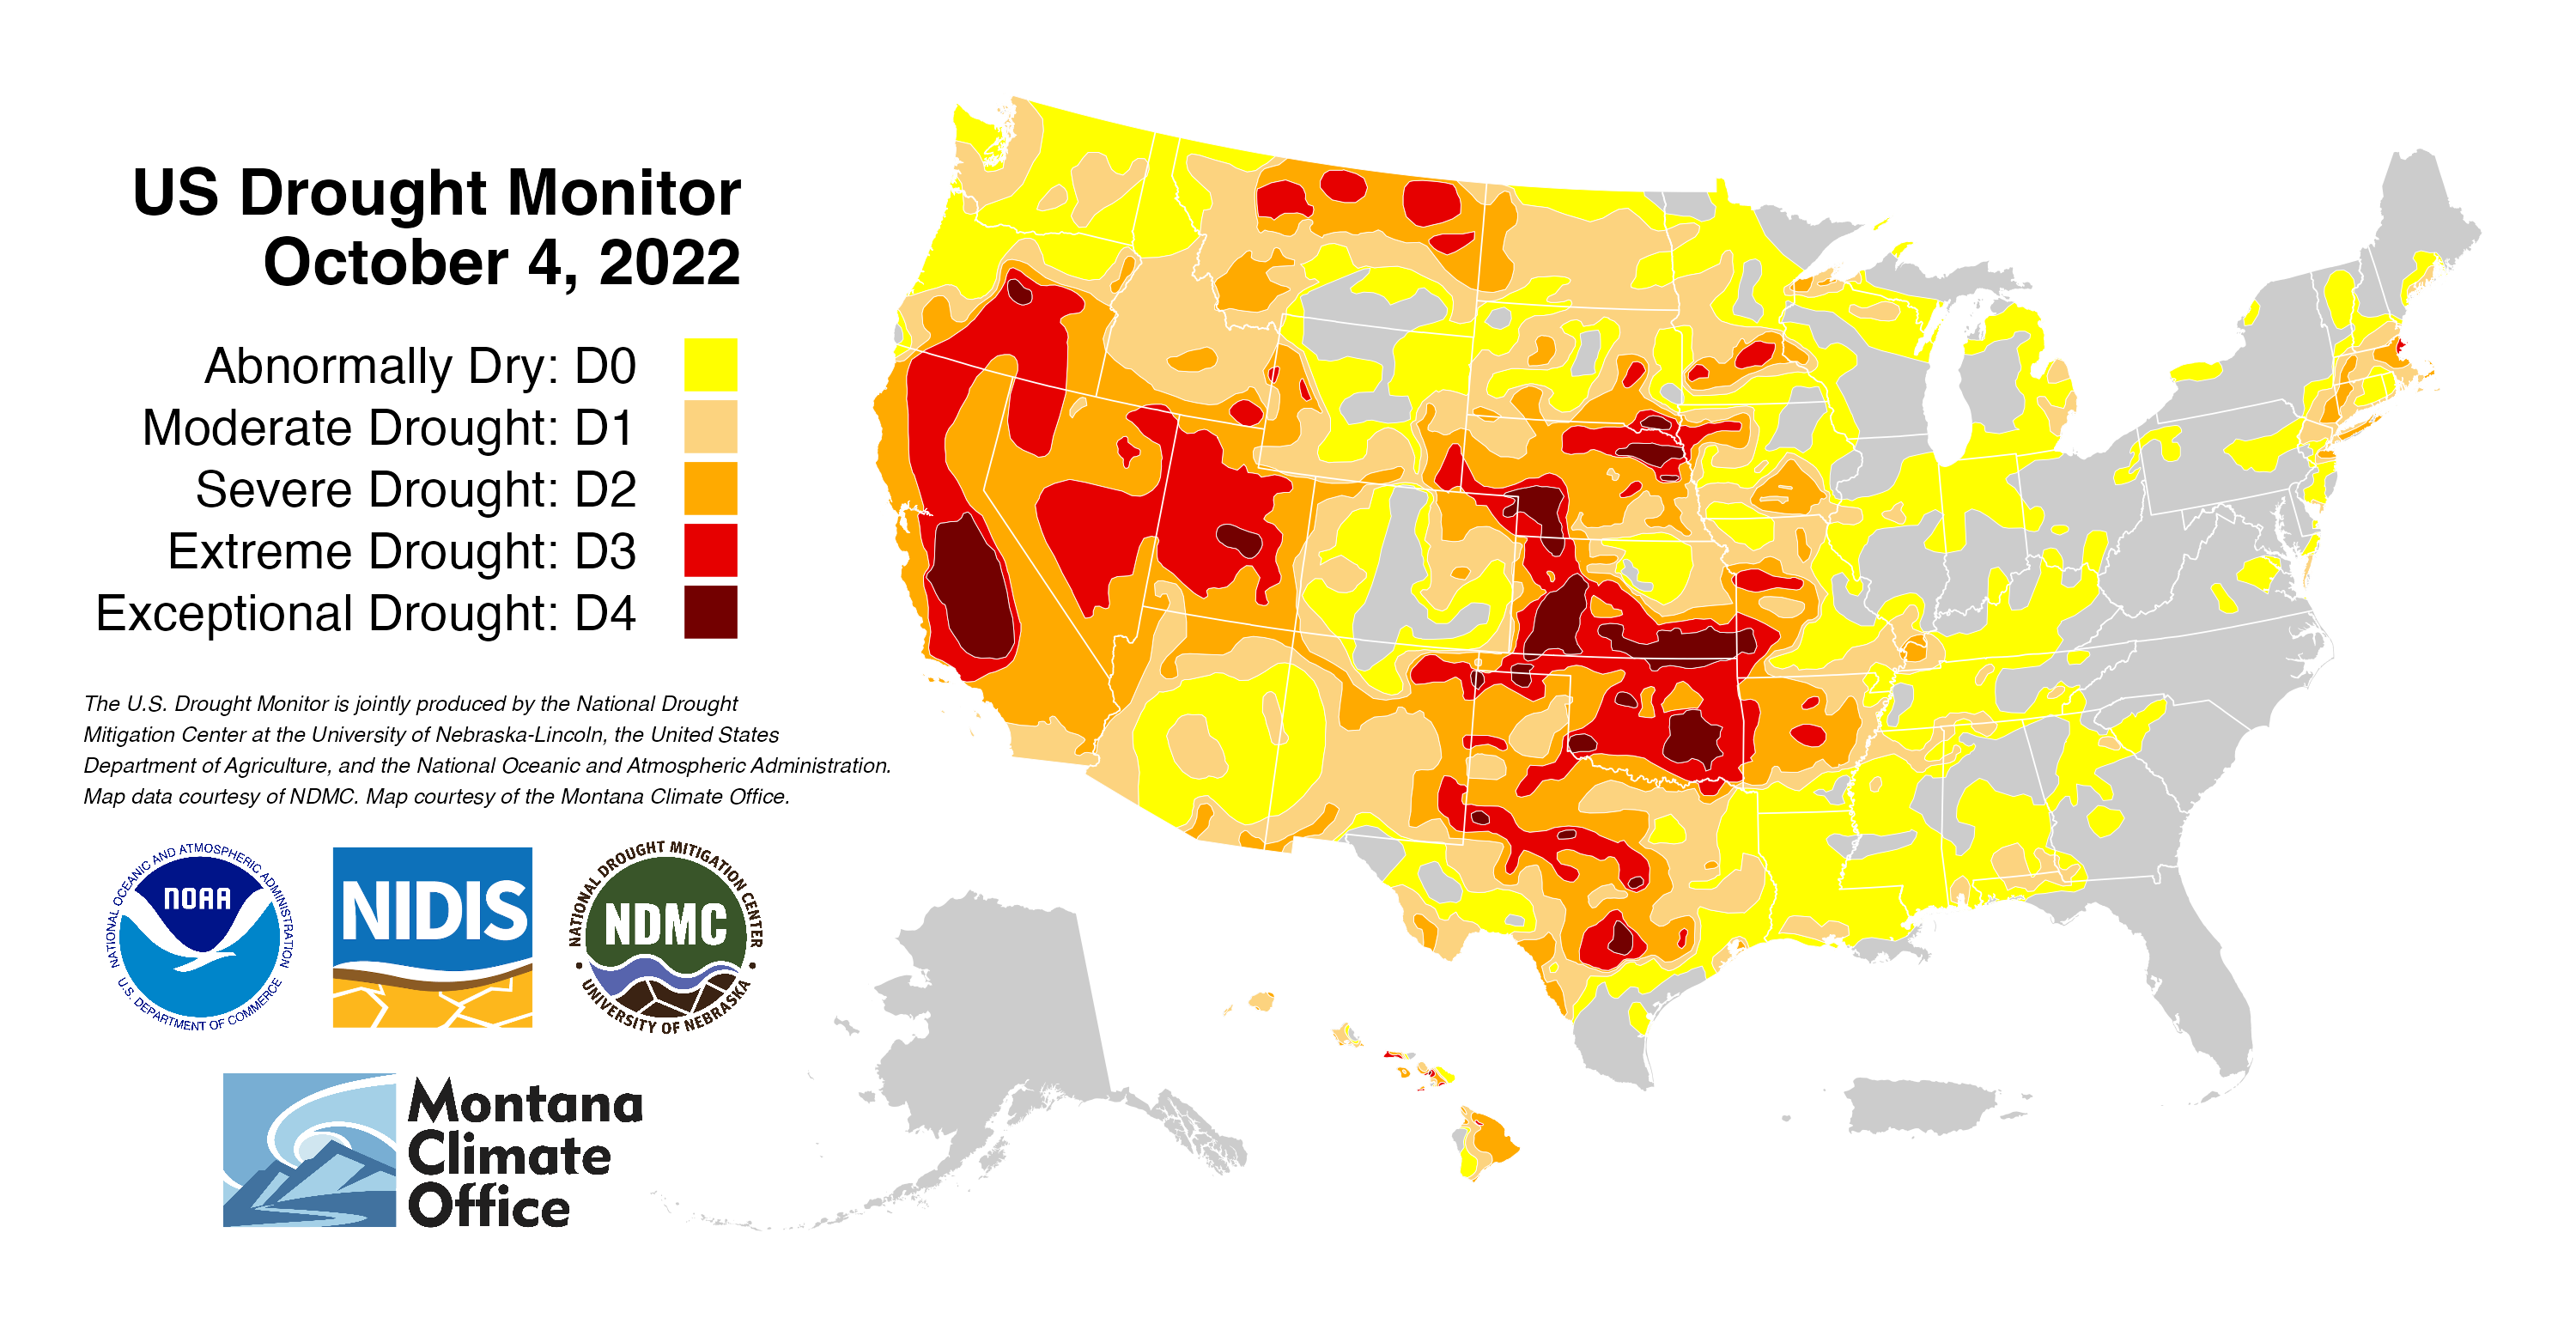 US Drought Monitor
October 4, 2022
Abnormally Dry: D0
Moderate Drought: D1
Severe Drought: D2
Extreme Drought: D3
Exceptional Drought: D4
The U.S. Drought Monitor is jointly produced by the National Drought
Mitigation Center at the University of Nebraska-Lincoln, the United States
Department of Agriculture, and the National Oceanic and Atmospheric Administration.
Map data courtesy of NDMC. Map courtesy of the Montana Climate Office.
NATIONAL OCEANIC AND ATMOSPHERIC ADMINISTRATION
NOAA
U.S. DEPARTMENT OF COMMERCE
NIDIS
NATIONAL DROUGHT MITIGATION CENTER
NDMC
UNIVERSITY OF NEBRASKA
Montana
Climate
Office